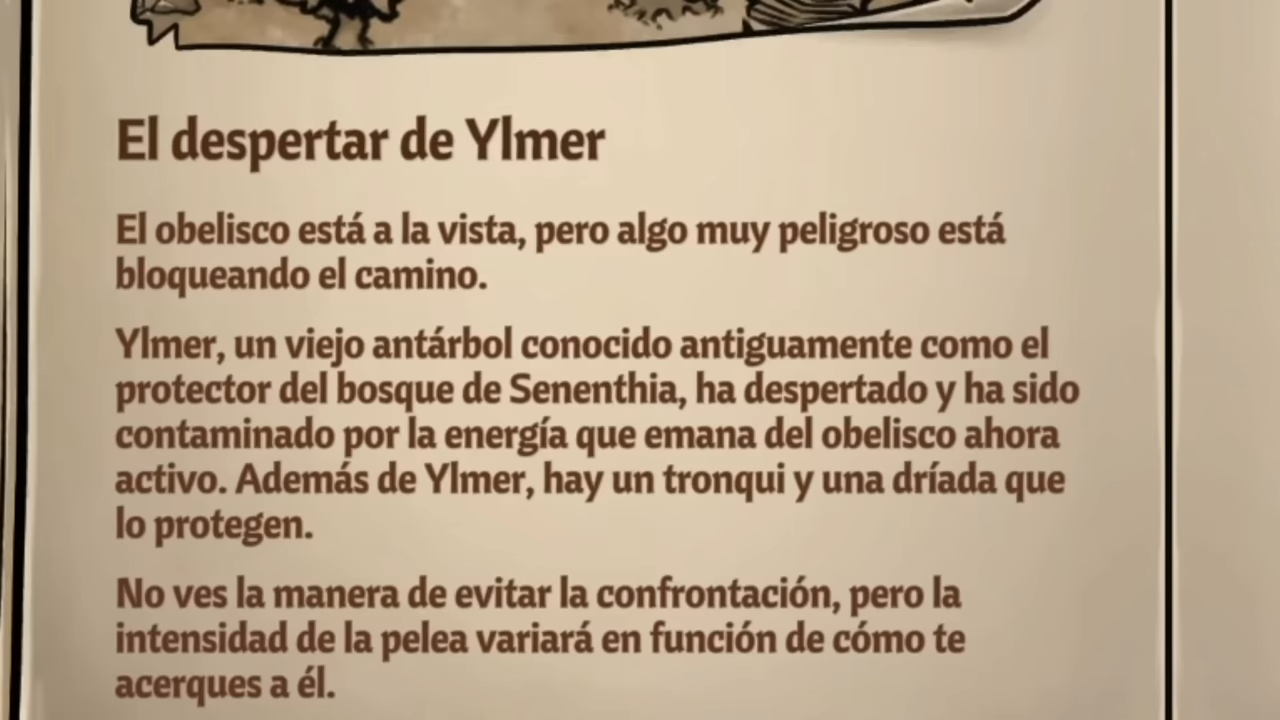 El despertar de Ylmer
El obelisco está a la vista, pero algo muy peligroso está
bloqueando el camino.
Ylmer, un viejo antárbol conocido antiguamente como el
protector del bosque de Senenthia, ha despertado y ha sido
contaminado por la energía que emana del obelisco ahora
activo. Además de Ylmer, hay un tronqui y una dríada que
lo protegen.
No ves la manera de evitar la confrontación, pero la
intensidad de la pelea variará en función de cómo te
acerques a él.